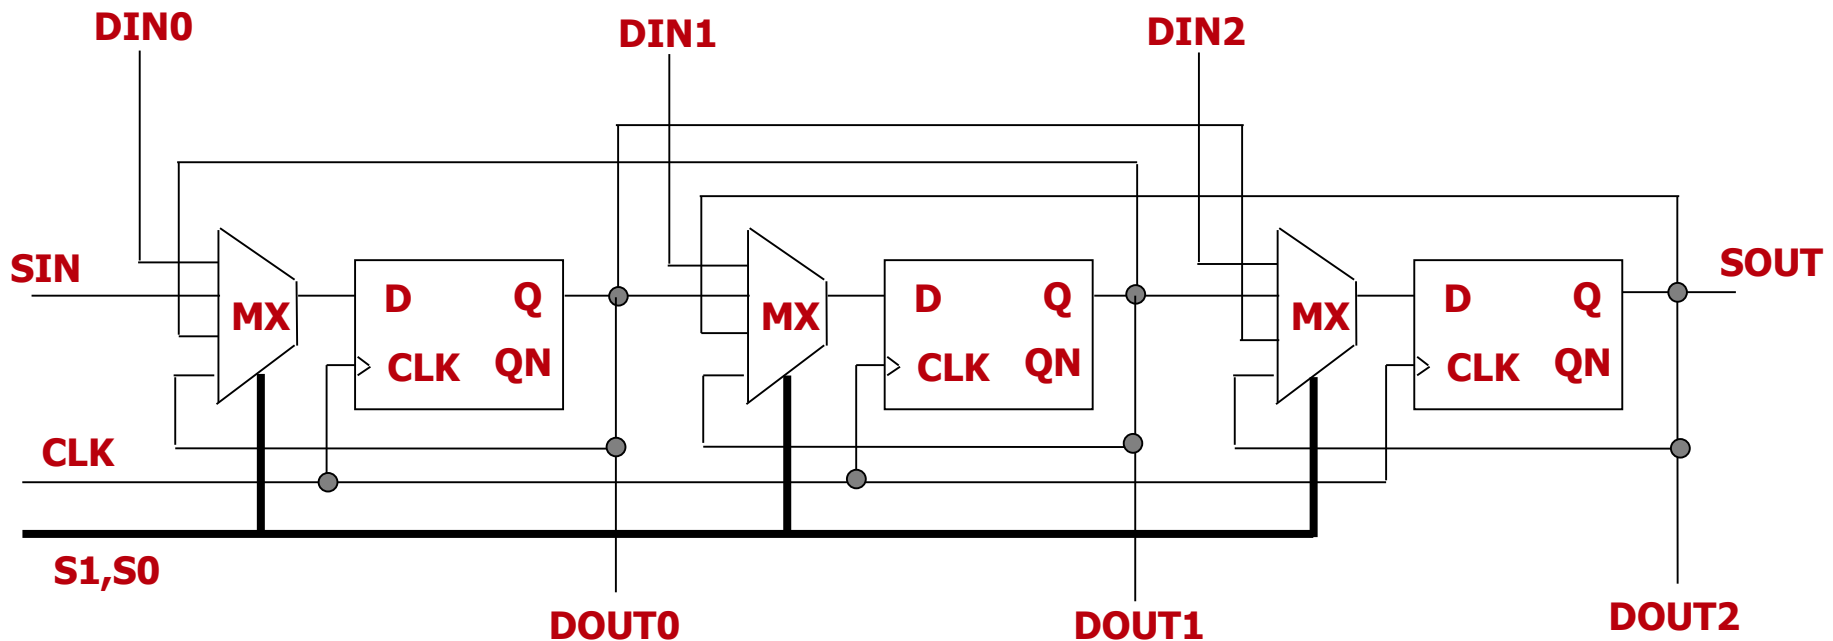 DIN0
DIN1
DIN2
SIN
SOUT
MX
D
Q
CLK
QN
MX
D
Q
CLK
QN
MX
D
Q
CLK
QN
CLK
S1,S0
DOUT0
DOUT1
DOUT2